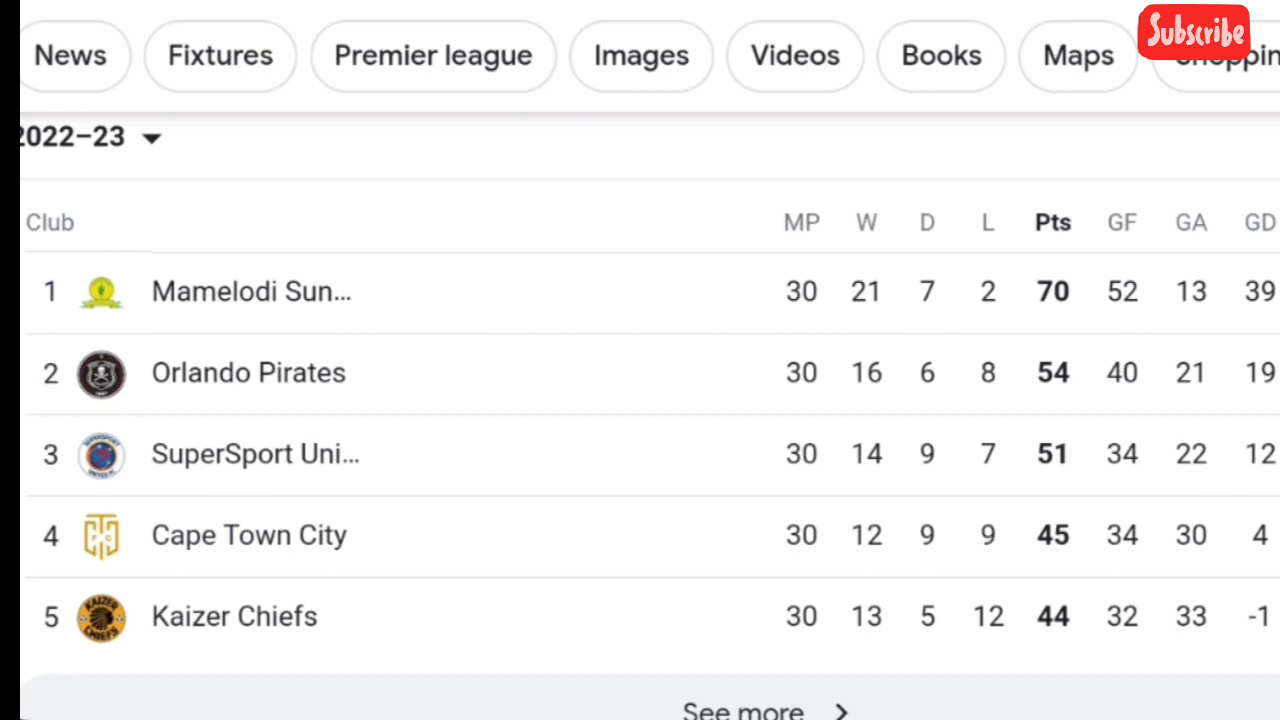 News Fixtures Premier league Images Videos Books Maps Subscribe
2022–23
Club MP W D L Pts GF GA GD
1 Mamelodi Sun... 30 21 7 2 70 52 13 39
2 Orlando Pirates 30 16 6 8 54 40 21 19
3 SuperSport Uni... 30 14 9 7 51 34 22 12
4 Cape Town City 30 12 9 9 45 34 30 4
5 KAIZER CHIEFS Kaizer Chiefs 30 13 5 12 44 32 33 -1
See more